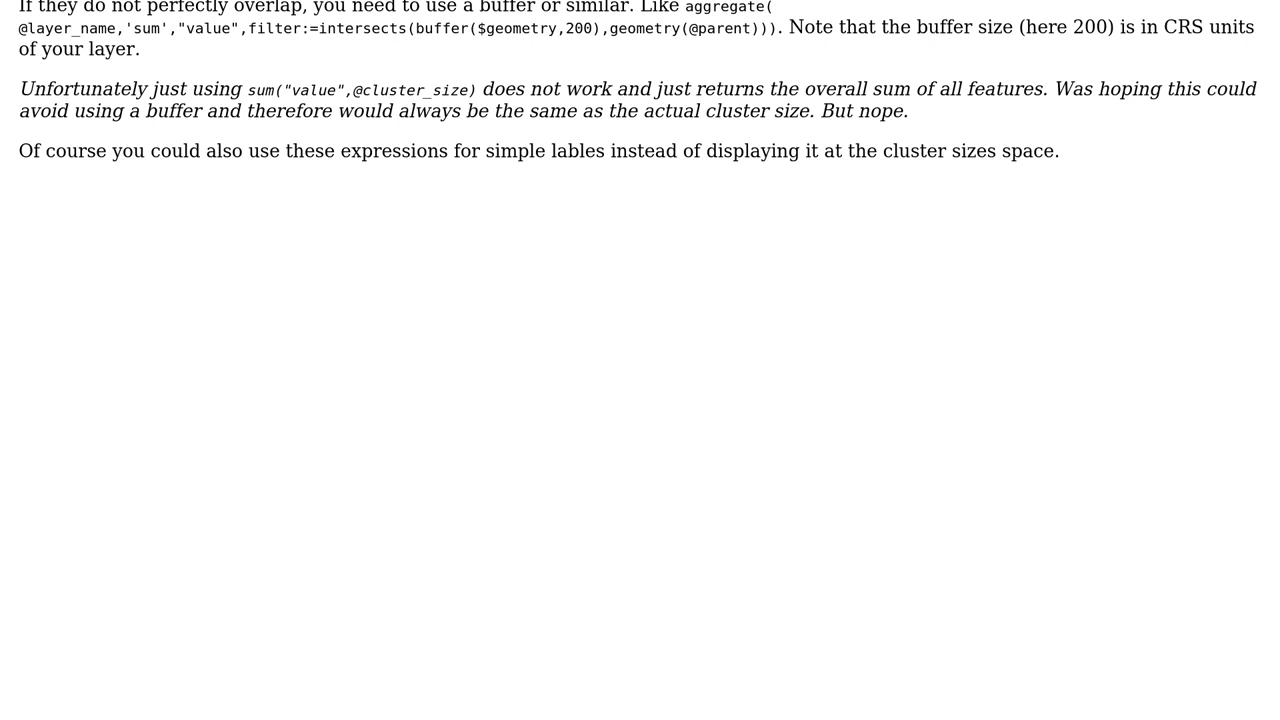 If they do not perfectly overlap, you need to use a buffer or similar. Like aggregate(
@layer_name,'sum',"value",filter:=intersects(buffer($geometry,200),geometry(@parent))). Note that the buffer size (here 200) is in CRS units
of your layer.
Unfortunately just using sum("value",@cluster_size) does not work and just returns the overall sum of all features. Was hoping this could
avoid using a buffer and therefore would always be the same as the actual cluster size. But nope.
Of course you could also use these expressions for simple lables instead of displaying it at the cluster sizes space.